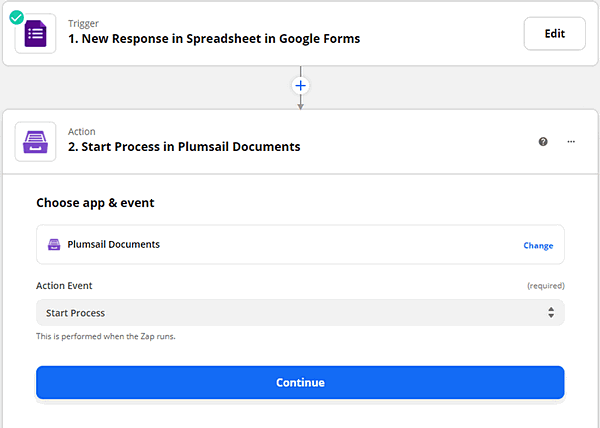 Trigger
1. New Response in Spreadsheet in Google Forms
Edit
Action
2. Start Process in Plumsail Documents
Choose app & event
Plumsail Documents
Change
Action Event
(required)
Start Process
This is performed when the Zap runs.
Continue